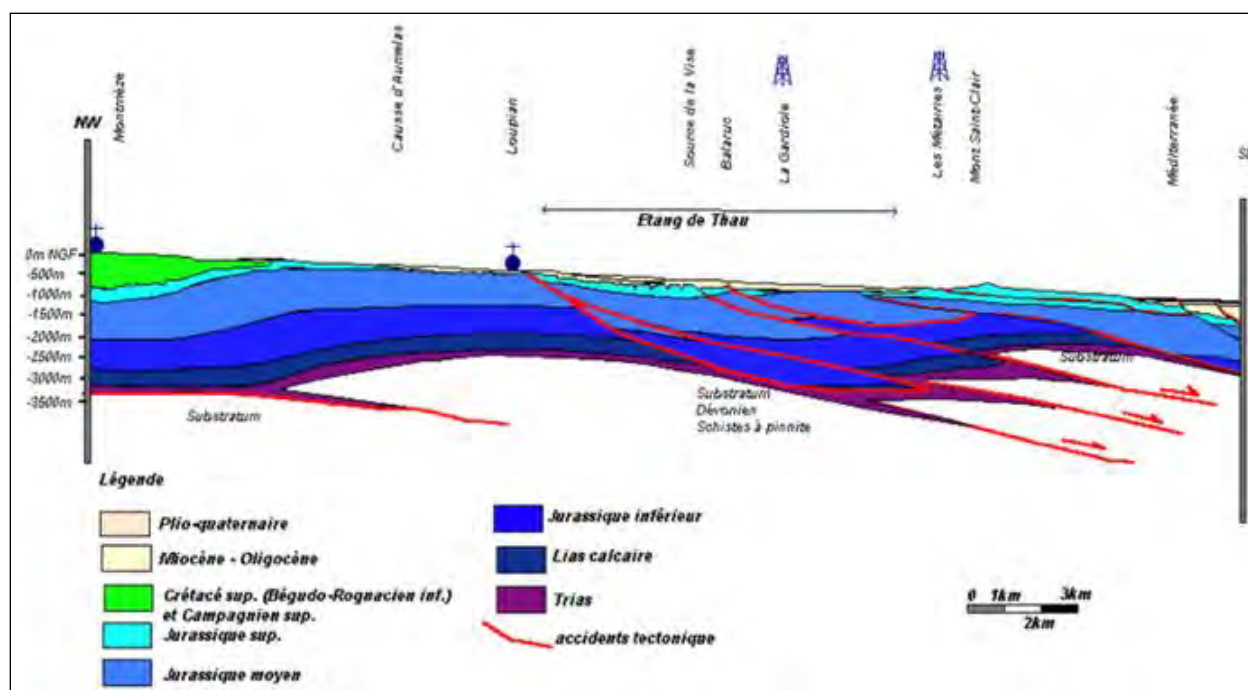 NW
Montmèze
Causse d'Aumelas
Loupian
Source de la Vise
Balaruc
La Gardiole
Les Métairies
Mont Saint-Clair
Méditerranée
Etang de Thau
0m NGF
-500m
-1000m
-1500m
-2000m
-2500m
-3000m
-3500m
Substratum
Substratum
Dévonien
Schistes à pinnite
Substratum
Légende
Plio-quaternaire
Miocène - Oligocène
Crétacé sup. (Bégudo-Rognacien inf.)
et Campagnien sup.
Jurassique sup.
Jurassique moyen
Jurassique inférieur
Lias calcaire
Trias
accidents tectonique
0 1km 3km
2km